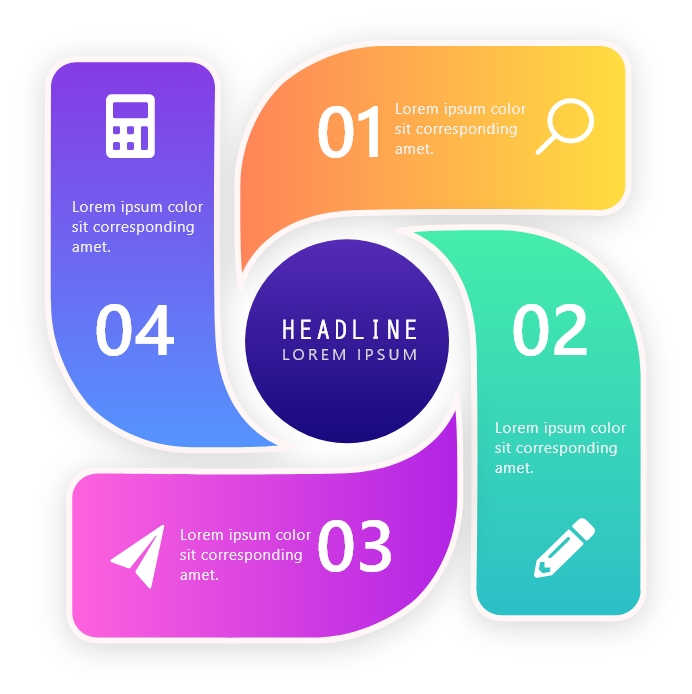 01
Lorem ipsum color
sit corresponding
amet.
02
Lorem ipsum color
sit corresponding
amet.
03
Lorem ipsum color
sit corresponding
amet.
04
Lorem ipsum color
sit corresponding
amet.
HEADLINE
LOREM IPSUM